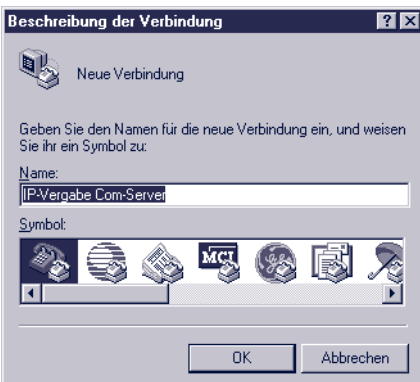 Beschreibung der Verbindung
Neue Verbindung
Geben Sie den Namen für die neue Verbindung ein, und weisen
Sie ihr ein Symbol zu:
Name:
IP-Vergabe Com-Server
Symbol:
MCI
OK
Abbrechen